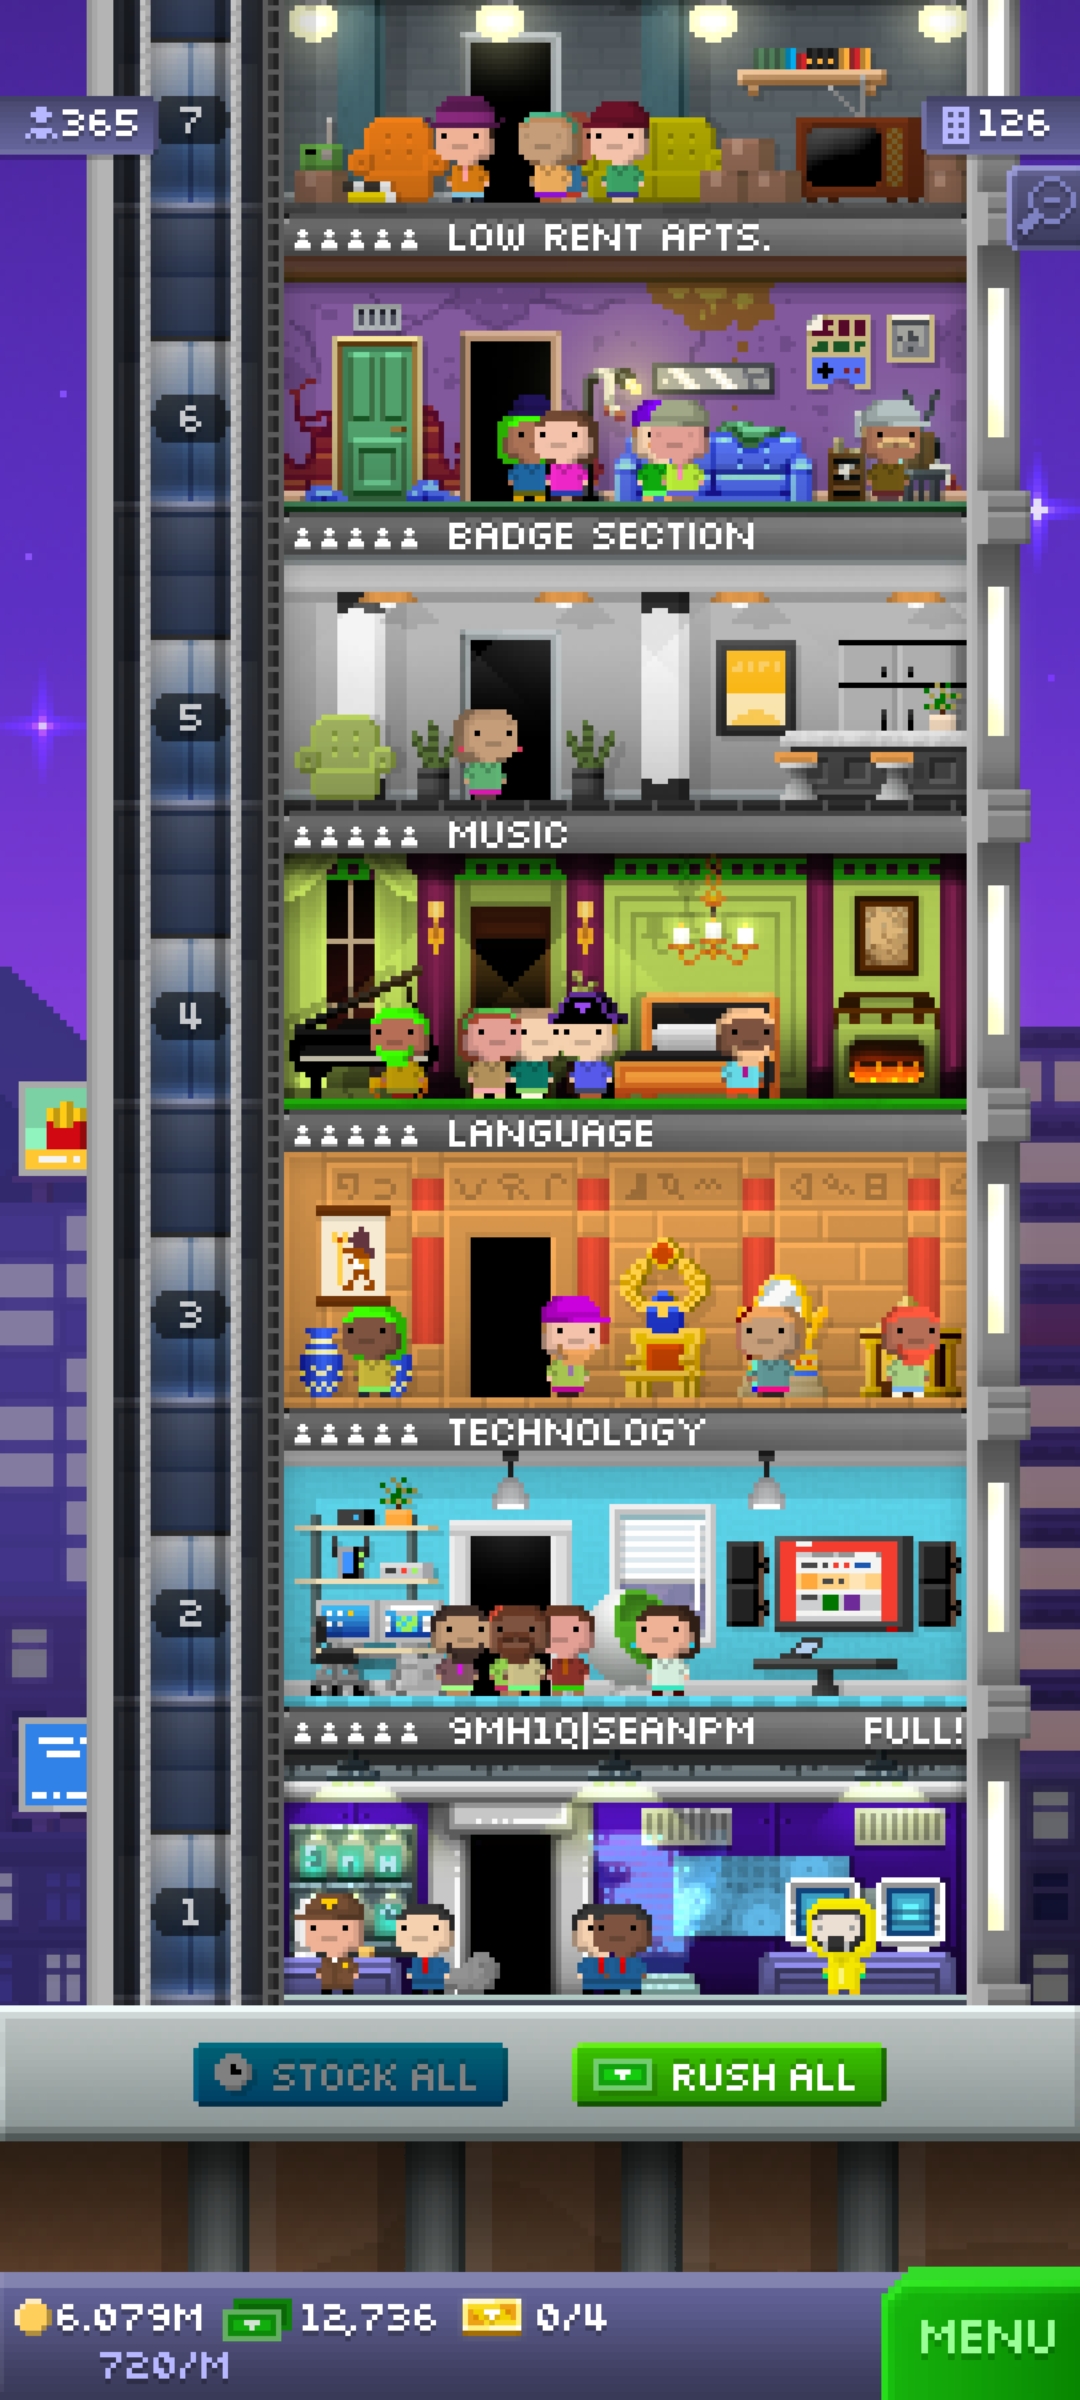 365
7
126
LOW RENT APTS.
6
BADGE SECTION
5
MUSIC
4
LANGUAGE
3
TECHNOLOGY
2
9MH1Q|SEANPM FULL!
1
STOCK ALL
RUSH ALL
6.079M
12,736
0/4
720/M
MENU